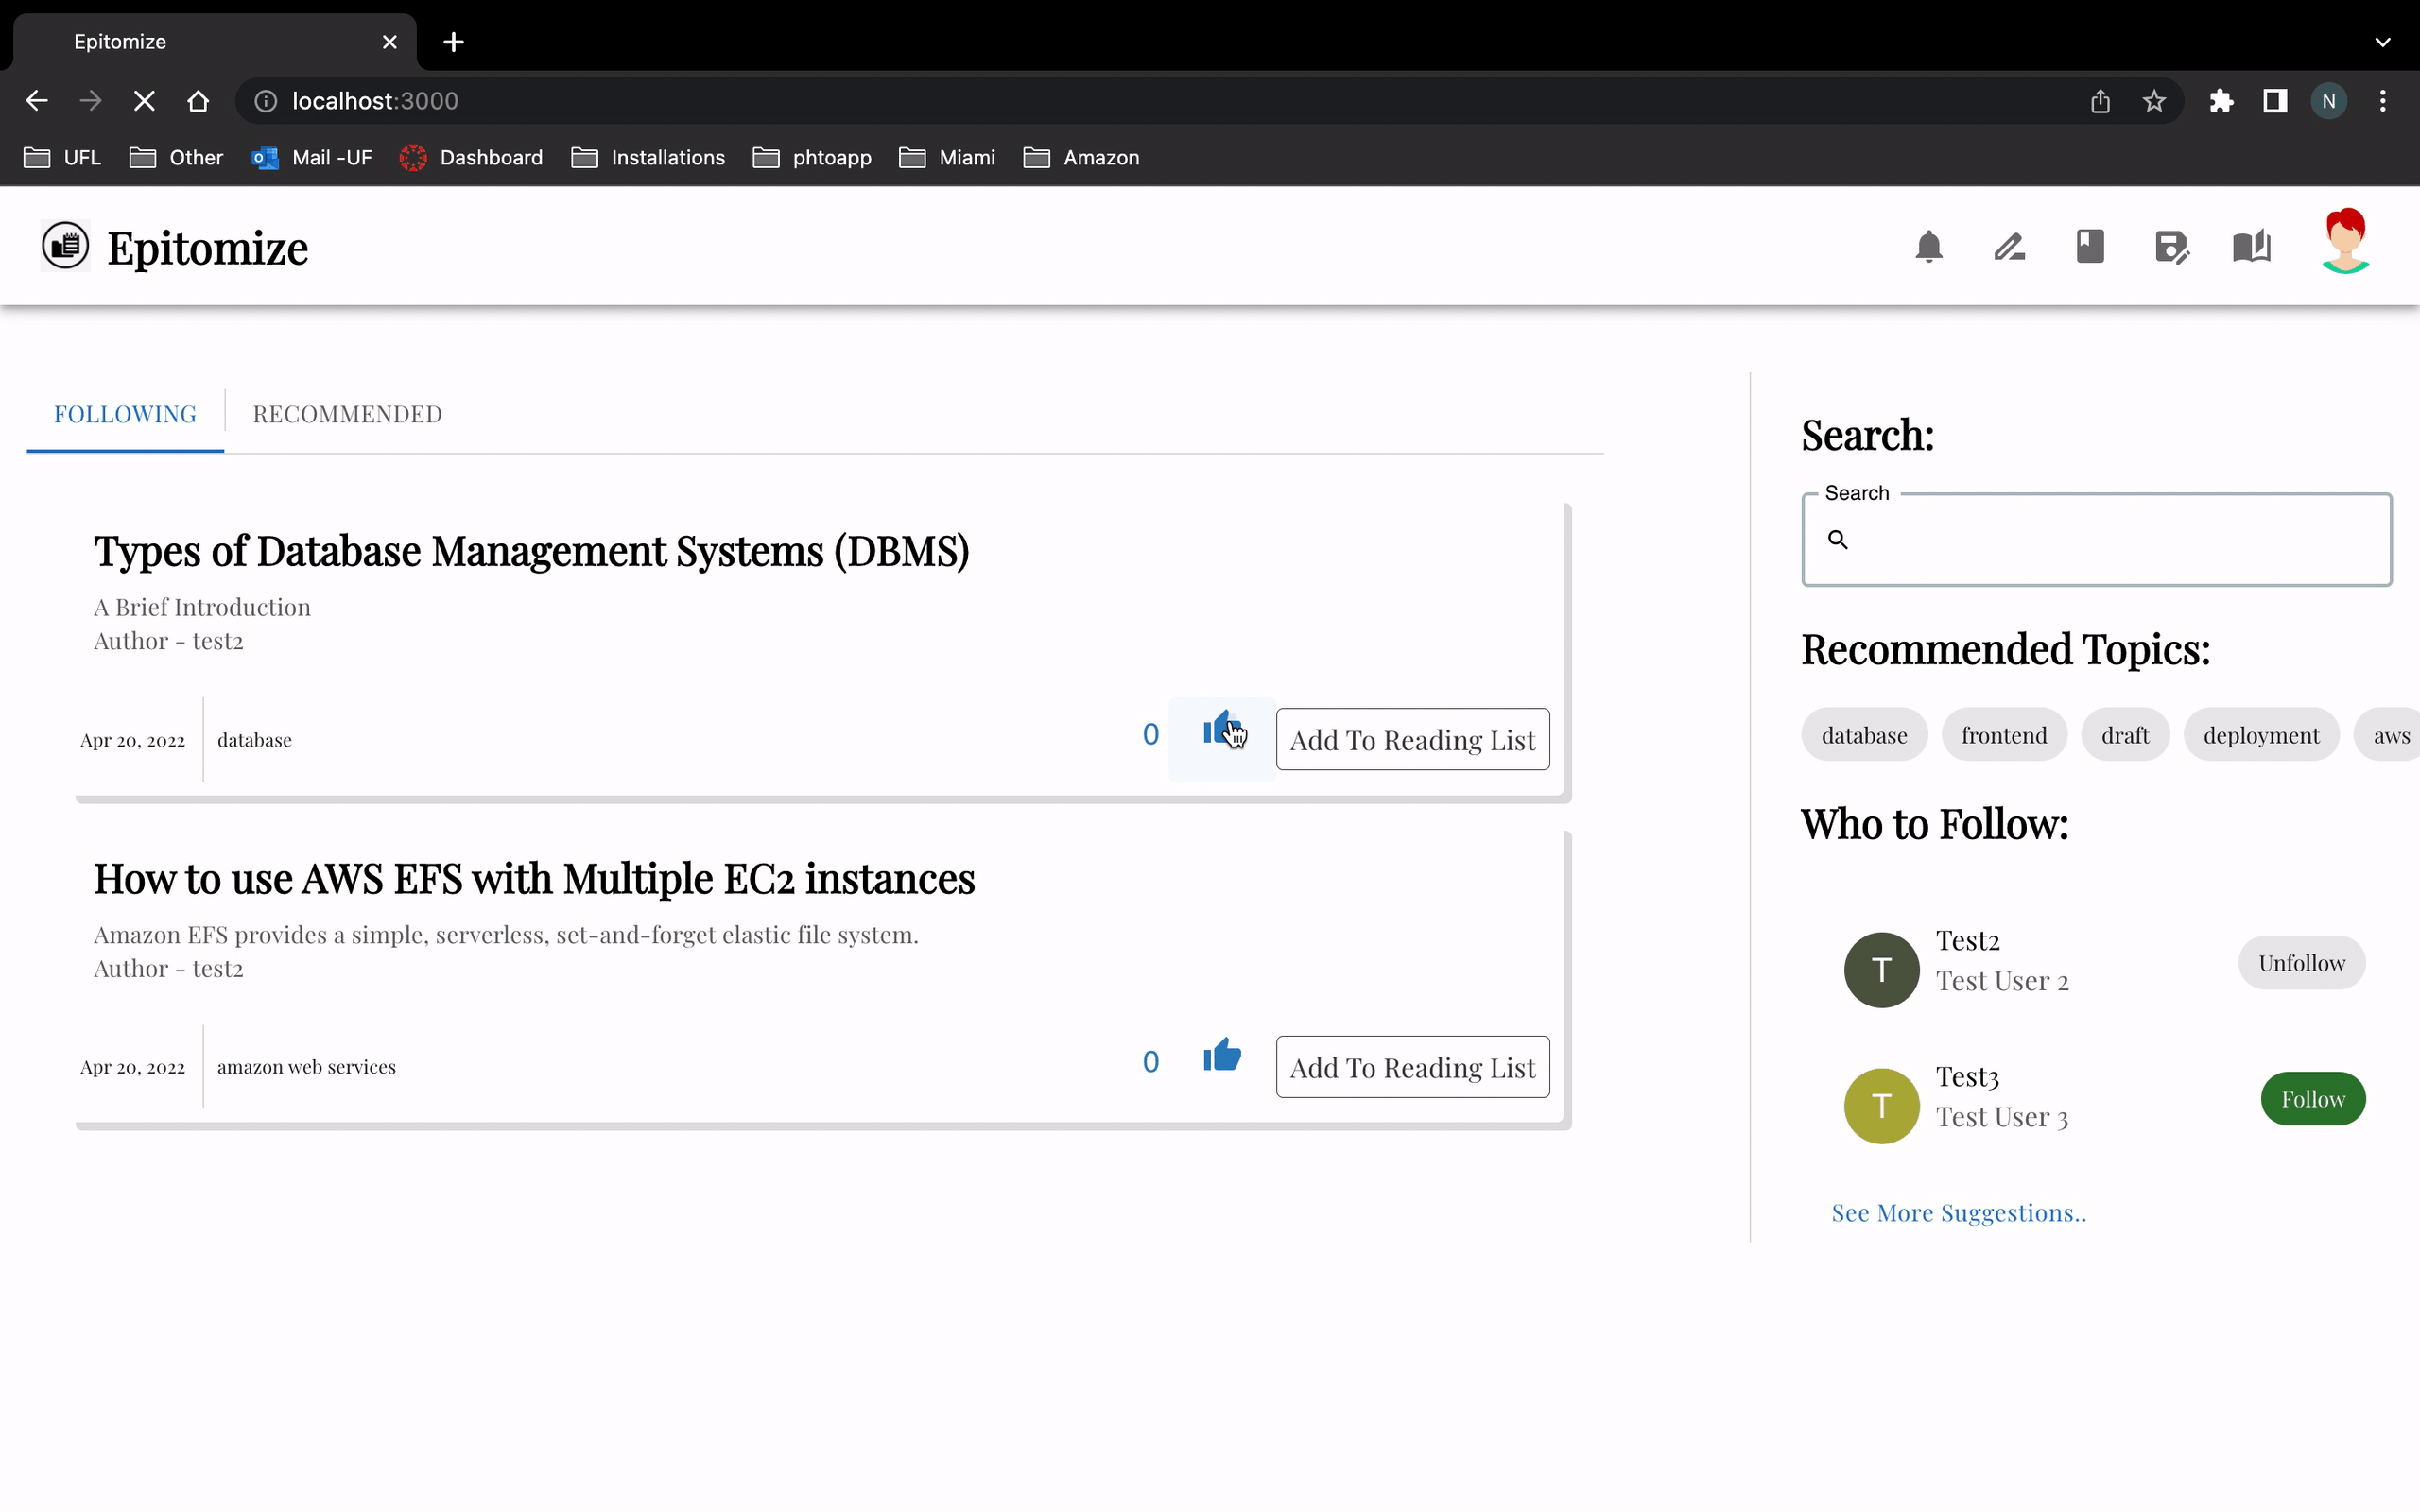 Epitomize
localhost:3000
N
UFL
Other
Mail -UF
Dashboard
Installations
phtoapp
Miami
Amazon
Epitomize
FOLLOWING
RECOMMENDED
Types of Database Management Systems (DBMS)
A Brief Introduction
Author - test2
Apr 20, 2022
database
0
Add To Reading List
How to use AWS EFS with Multiple EC2 instances
Amazon EFS provides a simple, serverless, set-and-forget elastic file system.
Author - test2
Apr 20, 2022
amazon web services
0
Add To Reading List
Search:
Search
Recommended Topics:
database
frontend
draft
deployment
aws
Who to Follow:
T
Test2
Test User 2
Unfollow
T
Test3
Test User 3
Follow
See More Suggestions..